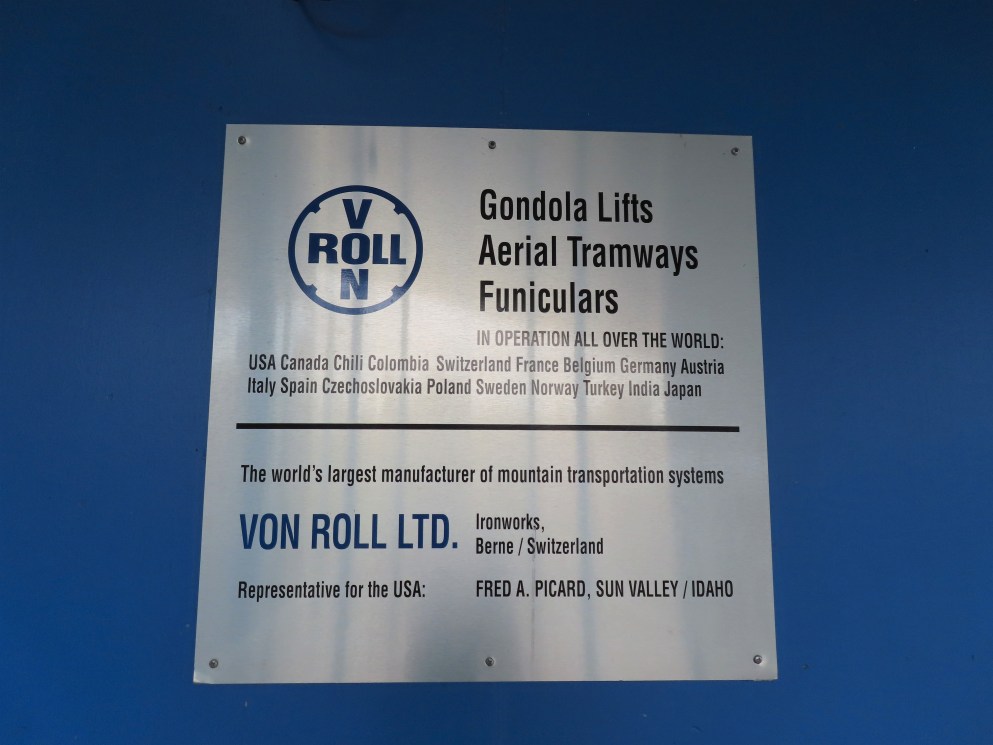 V
ROLL
N
Gondola Lifts
Aerial Tramways
Funiculars
IN OPERATION ALL OVER THE WORLD:
USA Canada Chili Colombia Switzerland France Belgium Germany Austria
Italy Spain Czechoslovakia Poland Sweden Norway Turkey India Japan
The world's largest manufacturer of mountain transportation systems
VON ROLL LTD.
Ironworks,
Berne / Switzerland
Representative for the USA: FRED A. PICARD, SUN VALLEY / IDAHO